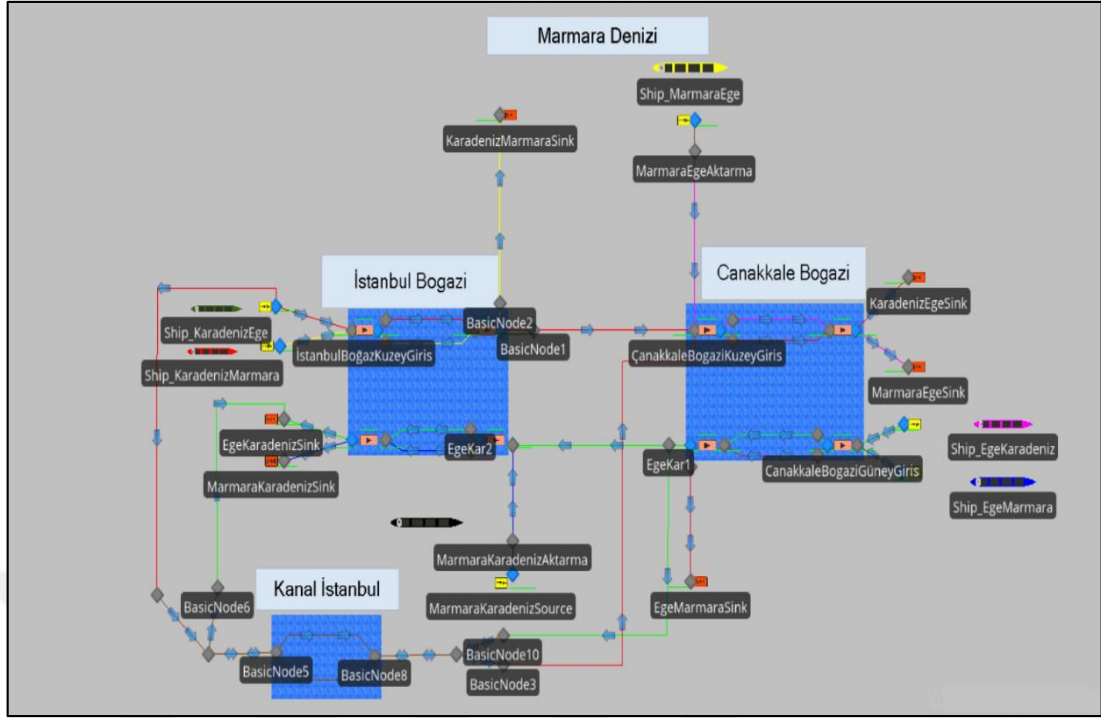 Marmara Denizi
Ship_MarmaraEge
KaradenizMarmaraSink
MarmaraEgeAktarma
İstanbul Bogazi
Canakkale Bogazi
KaradenizEgeSink
Ship_KaradenizEge
BasicNode2
BasicNode1
İstanbulBoğazKuzeyGiris
ÇanakkaleBogaziKuzeyGiris
Ship_KaradenizMarmara
MarmaraEgeSink
EgeKaradenizSink
EgeKar2
EgeKar1
CanakkaleBogaziGüneyGiris
Ship_EgeKaradeniz
MarmaraKaradenizSink
Ship_EgeMarmara
MarmaraKaradenizAktarma
Kanal İstanbul
BasicNode6
MarmaraKaradenizSource
EgeMarmaraSink
BasicNode5
BasicNode8
BasicNode10
BasicNode3